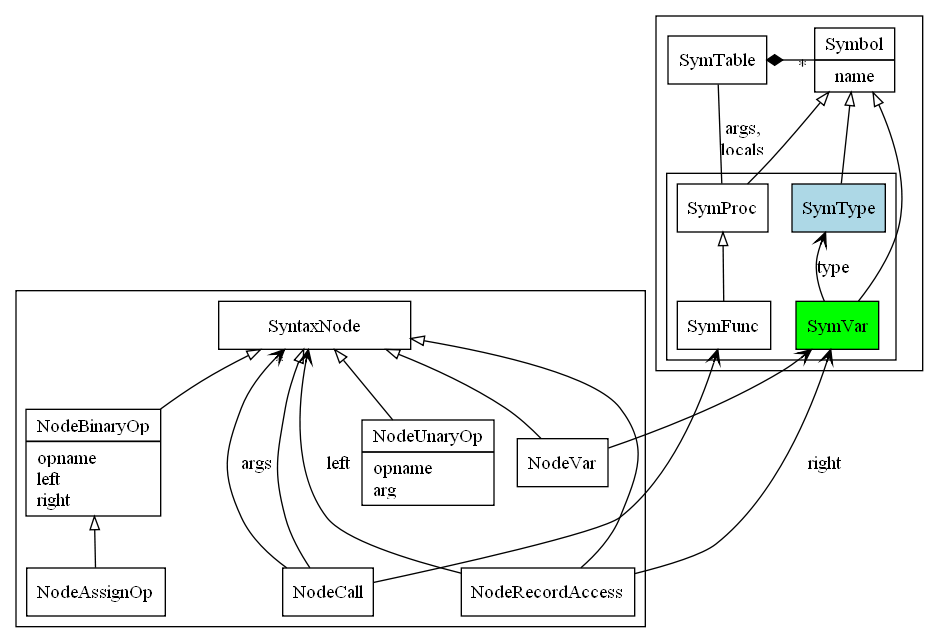 SymTable
*
Symbol
name
args,
locals
SymProc
SymType
type
SymFunc
SymVar
SyntaxNode
*
NodeBinaryOp
opname
left
right
args
left
NodeUnaryOp
opname
arg
NodeVar
right
NodeAssignOp
NodeCall
NodeRecordAccess